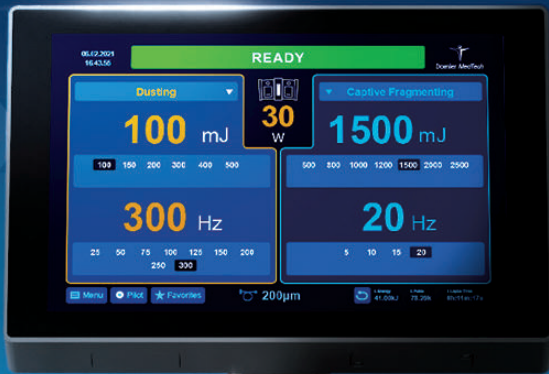 05.02.2021
16:43:56
READY
Dornier MedTech
Dusting
Captive Fragmenting
100 mJ
30
W
1500 mJ
100 150 200 300 400 500
500 800 1000 1200 1500 2000 2500
300 Hz
20 Hz
25 50 75 100 125 150 200
250 300
5 10 15 20
Menu
Pilot
Favorites
200µm